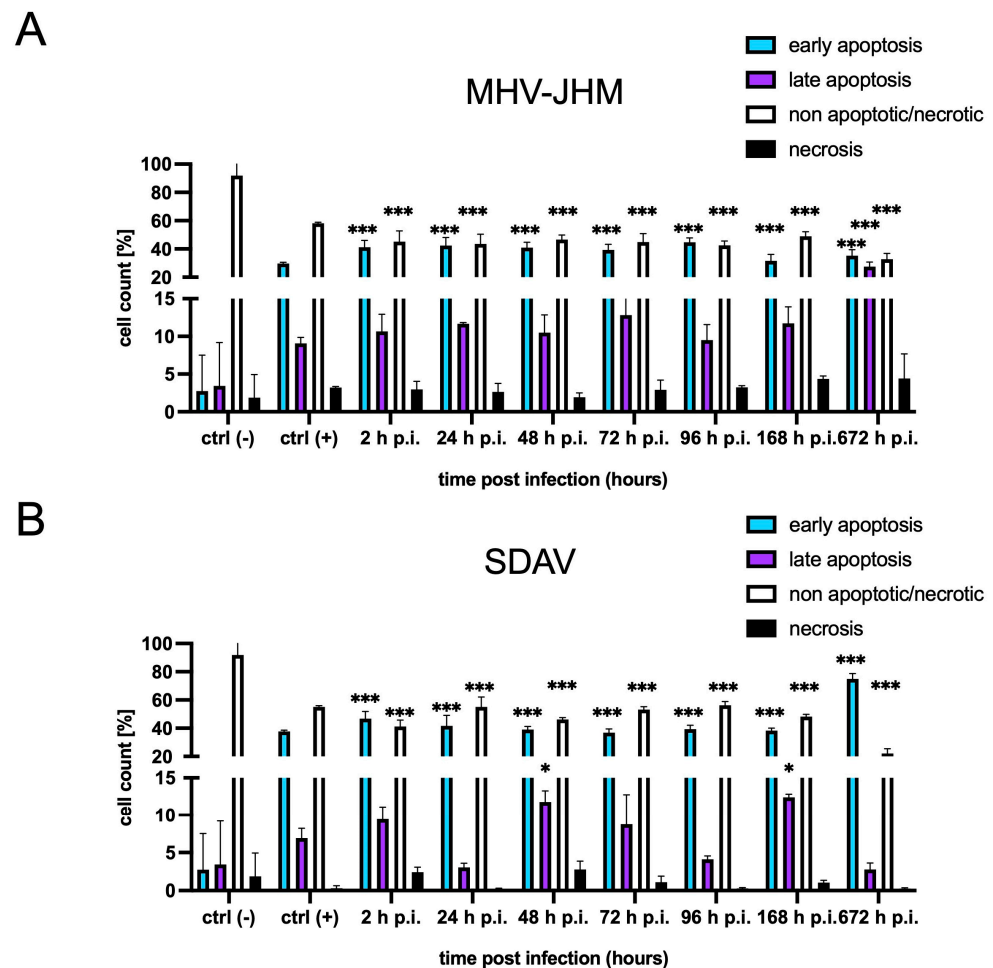 A
MHV-JHM
early apoptosis
late apoptosis
non apoptotic/necrotic
necrosis
cell count [%]
100
80
60
40
20
15
10
5
0
*** *** *** *** *** *** *** *** *** *** *** *** *** *** ***
ctrl (-) ctrl (+) 2 h p.i. 24 h p.i. 48 h p.i. 72 h p.i. 96 h p.i. 168 h p.i. 672 h p.i.
time post infection (hours)
B
SDAV
early apoptosis
late apoptosis
non apoptotic/necrotic
necrosis
cell count [%]
100
80
60
40
20
15
10
5
0
*** *** *** *** *** *** *** *** *** *** *** *** *** ***
* *
ctrl (-) ctrl (+) 2 h p.i. 24 h p.i. 48 h p.i. 72 h p.i. 96 h p.i. 168 h p.i. 672 h p.i.
time post infection (hours)